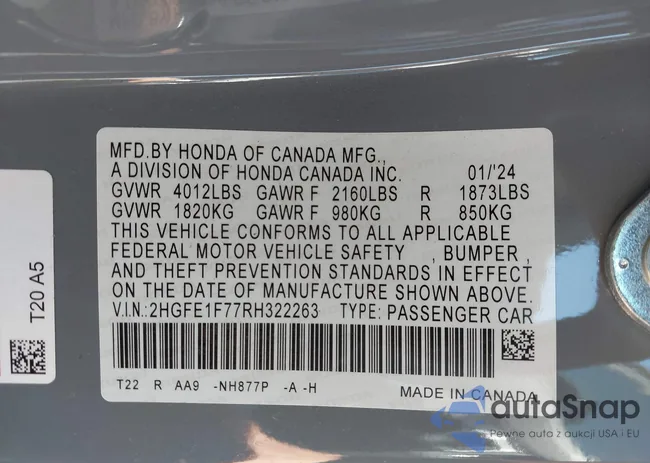 MFD.BY HONDA OF CANADA MFG.,
A DIVISION OF HONDA CANADA INC. 01/'24
GVWR 4012LBS GAWR F 2160LBS R 1873LBS
GVWR 1820KG GAWR F 980KG R 850KG
THIS VEHICLE CONFORMS TO ALL APPLICABLE
FEDERAL MOTOR VEHICLE SAFETY , BUMPER ,
AND THEFT PREVENTION STANDARDS IN EFFECT
ON THE DATE OF MANUFACTURE SHOWN ABOVE.
V.I.N.:2HGFE1F77RH322263 TYPE: PASSENGER CAR
T22 R AA9 -NH877P -A -H MADE IN CANADA
T20 A5
autoSnap
Pewne auto z aukcji USA i EU